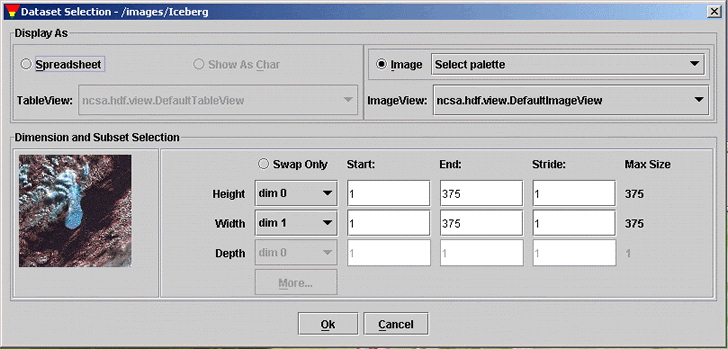 Dataset Selection - /images/Iceberg
Display As
Spreadsheet Show As Char Image Select palette
TableView: ncsa.hdf.view.DefaultTableView ImageView: ncsa.hdf.view.DefaultImageView
Dimension and Subset Selection
Swap Only Start: End: Stride: Max Size
Height dim 0 1 375 1 375
Width dim 1 1 375 1 375
Depth dim 0 1 1 1 1
More...
Ok Cancel